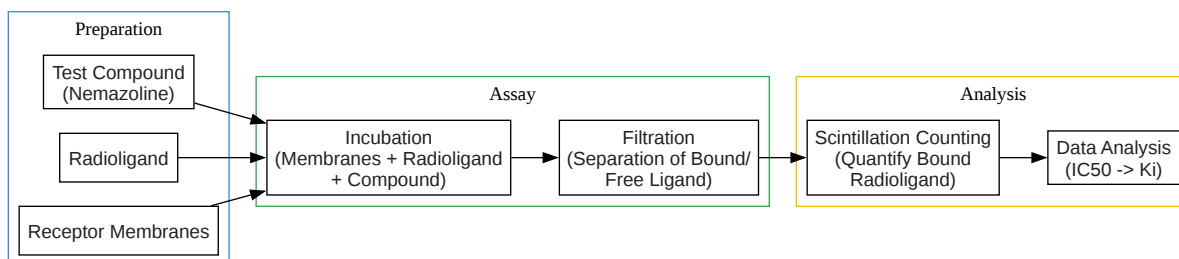 Preparation
Test Compound
(Nemazoline)
Radioligand
Receptor Membranes
Assay
Incubation
(Membranes + Radioligand
+ Compound)
Filtration
(Separation of Bound/
Free Ligand)
Analysis
Scintillation Counting
(Quantify Bound
Radioligand)
Data Analysis
(IC50 -> Ki)